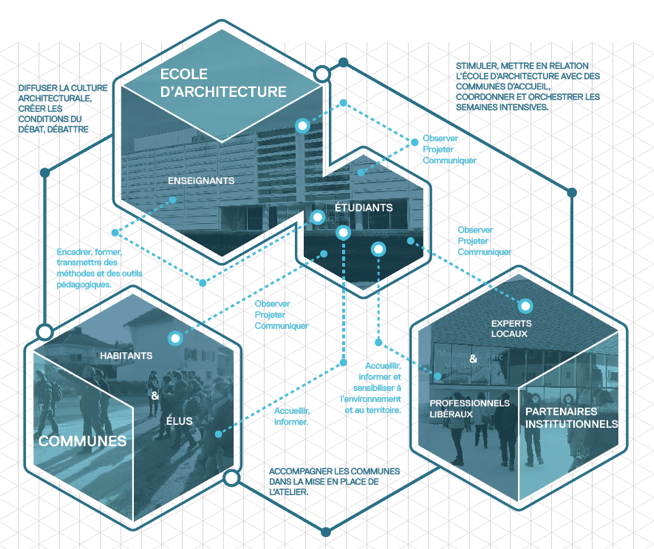 ECOLE
D'ARCHITECTURE
STIMULER, METTRE EN RELATION
L'ÉCOLE D'ARCHITECTURE AVEC DES
COMMUNES D'ACCUEIL,
COORDONNER ET ORCHESTRER LES
SEMAINES INTENSIVES.
DIFFUSER LA CULTURE
ARCHITECTURALE,
CRÉER LES
CONDITIONS DU
DÉBAT, DÉBATTRE
Observer
Projeter
Communiquer
ENSEIGNANTS
ÉTUDIANTS
Encadrer, former,
transmettre des
méthodes et des outils
pédagogiques.
Observer
Projeter
Communiquer
Observer
Projeter
Communiquer
EXPERTS
LOCAUX
&
PROFESSIONNELS
LIBÉRAUX
PARTENAIRES
INSTITUTIONNELS
HABITANTS
&
ÉLUS
COMMUNES
Accueillir,
informer et
sensibiliser à
l'environnement
et au territoire.
Accueillir,
informer.
ACCOMPAGNER LES COMMUNES
DANS LA MISE EN PLACE DE
L'ATELIER.